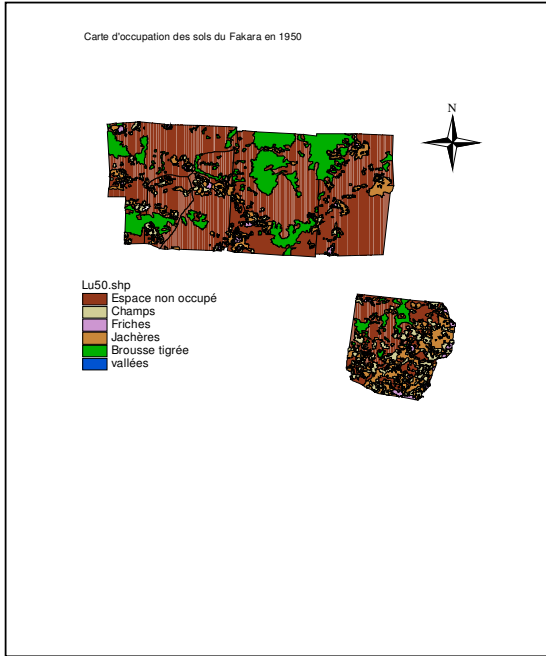 Carte d'occupation des sols du Fakara en 1950
N
Lu50.shp
Espace non occupé
Champs
Friches
Jachères
Brousse tigrée
vallées